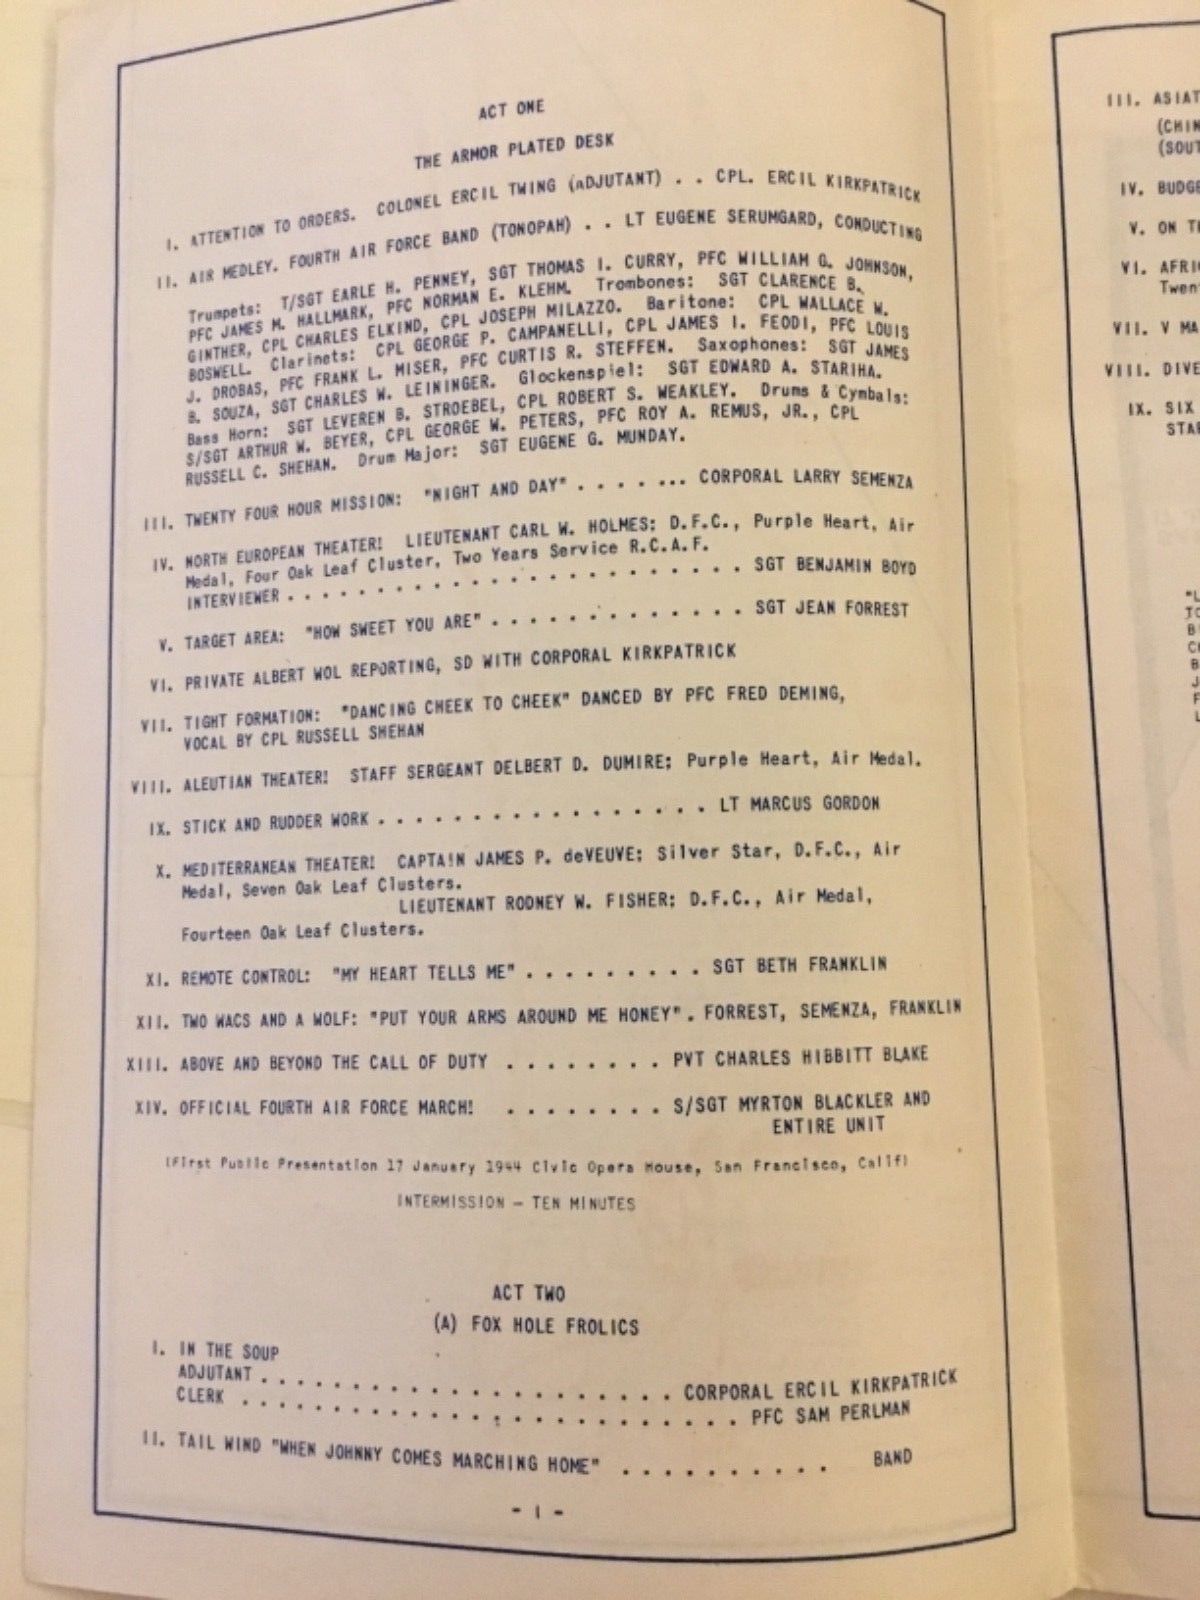 ACT ONE
THE ARMOR PLATED DESK
I. ATTENTION TO ORDERS. COLONEL ERCIL TWING (ADJUTANT) . . CPL. ERCIL KIRKPATRICK
II. AIR MEDLEY. FOURTH AIR FORCE BAND (TONOPAH) . . LT EUGENE SERUMGARD, CONDUCTING
Trumpets: T/SGT EARLE H. PENNEY, SGT THOMAS I. CURRY, PFC WILLIAM G. JOHNSON,
PFC JAMES M. HALLMARK, PFC NORMAN E. KLEHM. Trombones: SGT CLARENCE B.
GINTHER, CPL CHARLES ELKIND, CPL JOSEPH MILAZZO. Baritone: CPL WALLACE W.
BOSWELL. Clarinets: CPL GEORGE P. CAMPANELLI, CPL JAMES I. FEODI, PFC LOUIS
J. DROBAS, PFC FRANK L. MISER, PFC CURTIS R. STEFFEN. Saxophones: SGT JAMES
B. SOUZA, SGT CHARLES W. LEININGER. Glockenspiel: SGT EDWARD A. STARIHA.
Bass Horn: SGT LEVEREN B. STROEBEL, CPL ROBERT S. WEAKLEY. Drums & Cymbals:
S/SGT ARTHUR W. BEYER, CPL GEORGE W. PETERS, PFC ROY A. REMUS, JR., CPL
RUSSELL C. SHEHAN. Drum Major: SGT EUGENE G. MUNDAY.
III. TWENTY FOUR HOUR MISSION: "NIGHT AND DAY" . . . . ... CORPORAL LARRY SEMENZA
IV. NORTH EUROPEAN THEATER! LIEUTENANT CARL W. HOLMES; D.F.C., Purple Heart, Air
Medal, Four Oak Leaf Cluster, Two Years Service R.C.A.F.
INTERVIEWER . . . . . . . . . . . . . . . . . . SGT BENJAMIN BOYD
V. TARGET AREA: "HOW SWEET YOU ARE" . . . . . . . . . . . . SGT JEAN FORREST
VI. PRIVATE ALBERT WOL REPORTING, SD WITH CORPORAL KIRKPATRICK
VII. TIGHT FORMATION: "DANCING CHEEK TO CHEEK" DANCED BY PFC FRED DEMING,
VOCAL BY CPL RUSSELL SHEHAN
VIII. ALEUTIAN THEATER! STAFF SERGEANT DELBERT D. DUMIRE; Purple Heart, Air Medal.
IX. STICK AND RUDDER WORK . . . . . . . . . . . . . . . . LT MARCUS GORDON
X. MEDITERRANEAN THEATER! CAPTAIN JAMES P. deVEUVE; Silver Star, D.F.C., Air
Medal, Seven Oak Leaf Clusters.
LIEUTENANT RODNEY W. FISHER; D.F.C., Air Medal,
Fourteen Oak Leaf Clusters.
XI. REMOTE CONTROL: "MY HEART TELLS ME" . . . . . . . . . SGT BETH FRANKLIN
XII. TWO WACS AND A WOLF: "PUT YOUR ARMS AROUND ME HONEY" . FORREST, SEMENZA, FRANKLIN
XIII. ABOVE AND BEYOND THE CALL OF DUTY . . . . . . . . PVT CHARLES HIBBITT BLAKE
XIV. OFFICIAL FOURTH AIR FORCE MARCH! . . . . . . . . S/SGT MYRTON BLACKLER AND
ENTIRE UNIT
(First Public Presentation 17 January 1944 Civic Opera House, San Francisco, Calif)
INTERMISSION — TEN MINUTES
ACT TWO
(A) FOX HOLE FROLICS
I. IN THE SOUP
ADJUTANT . . . . . . . . . . . . . . . . . . . . . . CORPORAL ERCIL KIRKPATRICK
CLERK . . . . . . . . . . . . . . . . . . . . . . . . . . PFC SAM PERLMAN
II. TAIL WIND "WHEN JOHNNY COMES MARCHING HOME" . . . . . . . . . . . BAND
- 1 -
III. ASIAT
(CHIN
(SOUT
IV. BUDGE
V. ON T
VI. AFRI
Twen
VII. V MA
VIII. DIVE
IX. SIX
STAR